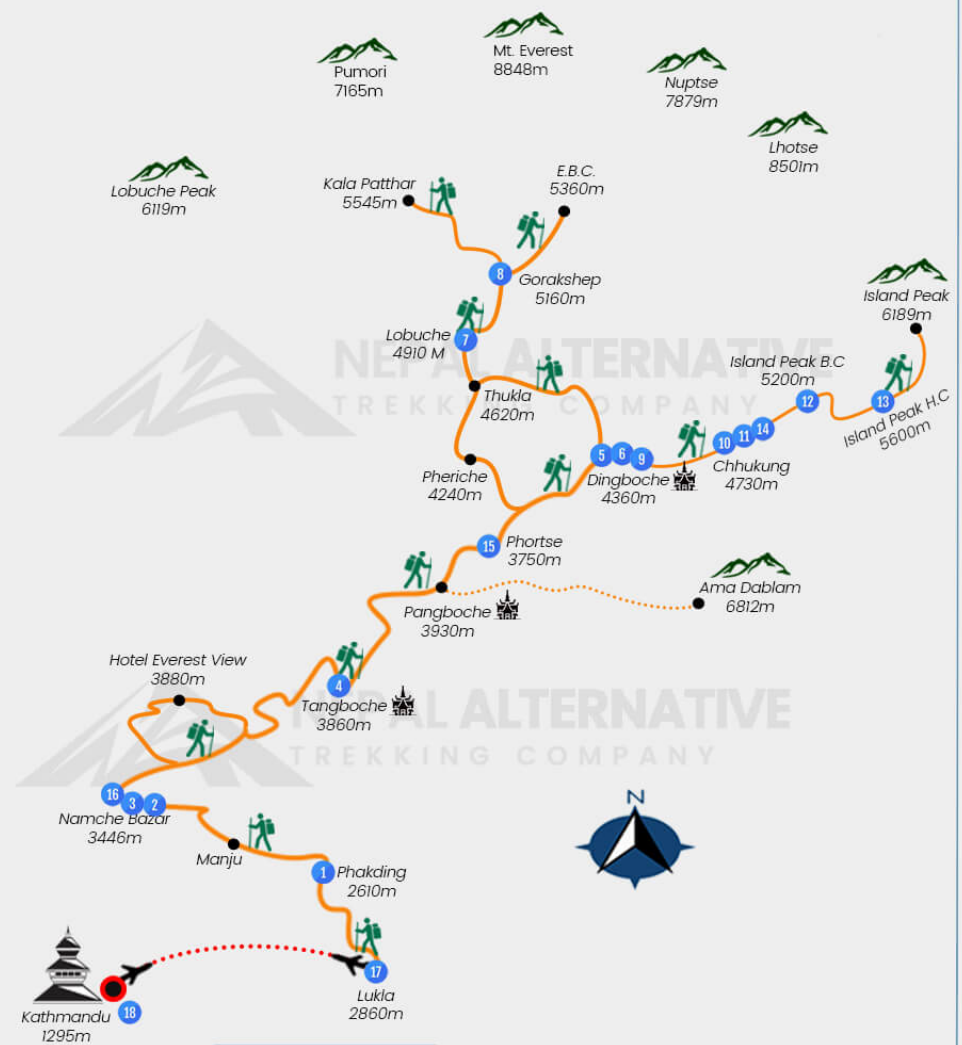 Mt. Everest
8848m
Pumori
7165m
Nuptse
7879m
Lhotse
8501m
Lobuche Peak
6119m
Kala Patthar
5545m
E.B.C.
5360m
8
Gorakshep
5160m
Island Peak
6189m
Lobuche
4910 M
7
NEPAL ALTERNATIVE
TREKKING COMPANY
Island Peak B.C
5200m
12
13
Island Peak H.C
5600m
Thukla
4620m
10
11
14
Chhukung
4730m
5
6
9
Dingboche
4360m
Pheriche
4240m
15
Phortse
3750m
Pangboche
3930m
Ama Dablam
6812m
Hotel Everest View
3880m
4
Tangboche
3860m
NEPAL ALTERNATIVE
TREKKING COMPANY
16
3
2
Namche Bazar
3446m
N
Manju
1
Phakding
2610m
17
Lukla
2860m
Kathmandu
1295m
18